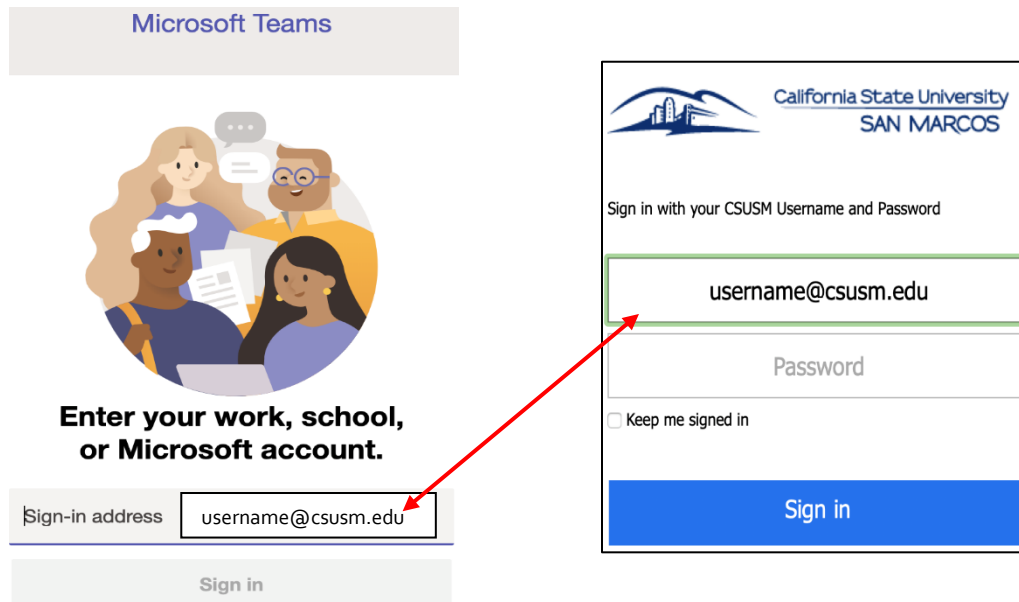 Microsoft Teams
Enter your work, school,
or Microsoft account.
Sign-in address
username@csusm.edu
Sign in
California State University
SAN MARCOS
Sign in with your CSUSM Username and Password
username@csusm.edu
Password
Keep me signed in
Sign in